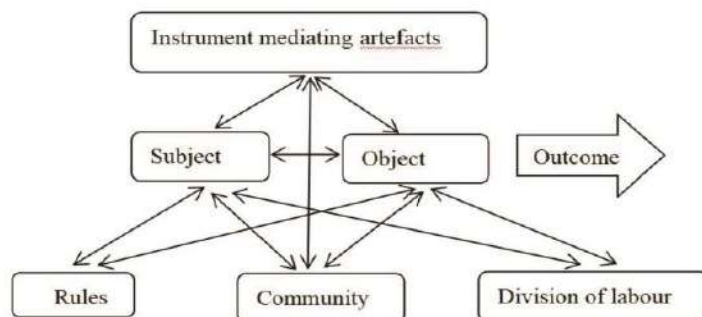 Instrument mediating artefacts
Subject
Object
Outcome
Rules
Community
Division of labour